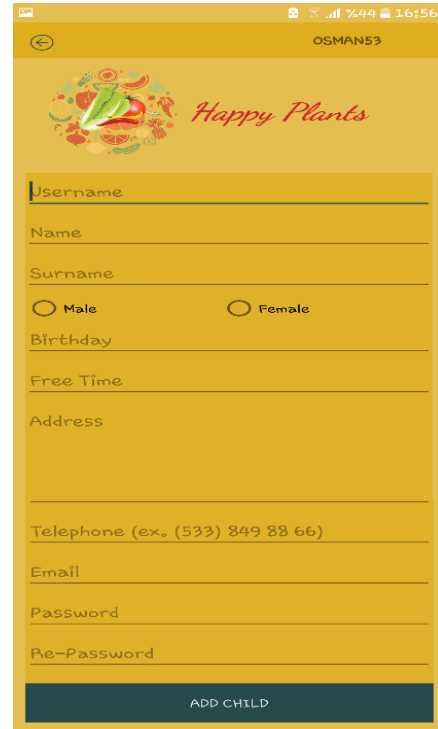 %44 16:56
OSMAN53
Happy Plants
Username
Name
Surname
Male Female
Birthday
Free Time
Address
Telephone (ex. (533) 849 88 66)
Email
Password
Re-Password
ADD CHILD